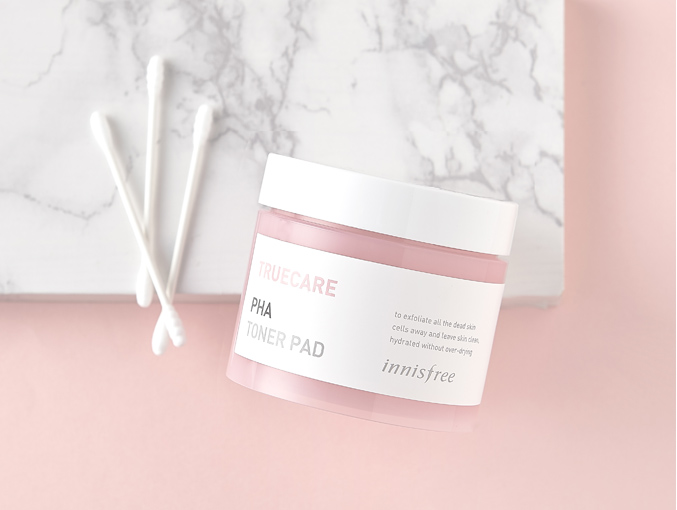 TRUECARE
PHA
TONER PAD
to exfoliate all the dead skin
cells away and leave skin clean,
hydrated without over-drying
innisfree